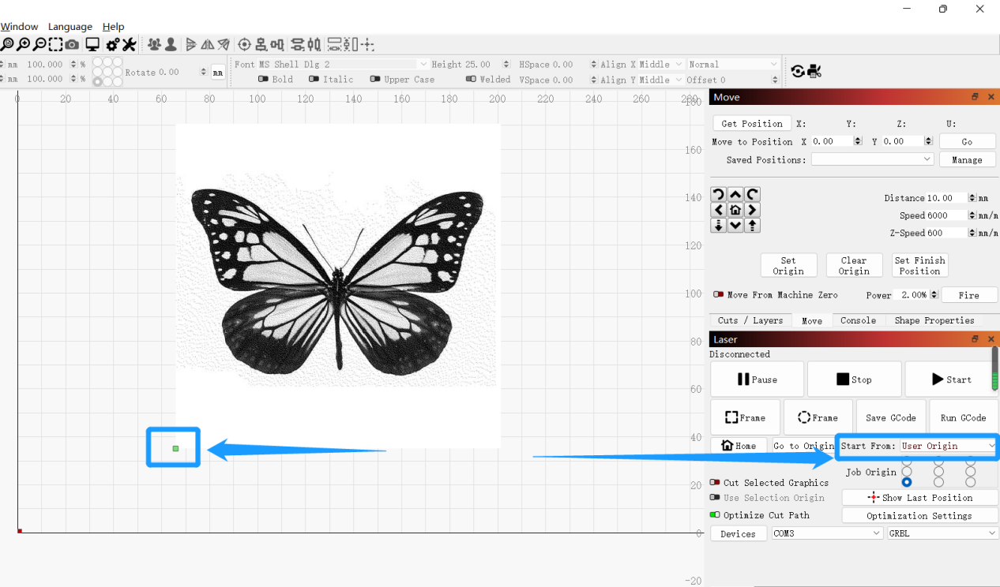 Window Language Help
mm 100.000 %
mm 100.000 %
Rotate 0.00 mm
Font MS Shell Dlg 2 Height 25.00 HSpace 0.00 Align X Middle Normal
Bold Italic Upper Case Welded VSpace 0.00 Align Y Middle Offset 0
0 20 40 60 80 100 120 140 160 180 200 220 240 260 280
180
160
140
120
100
80
60
40
20
0
-20
Move
Get Position X: Y: Z: U:
Move to Position X 0.00 Y 0.00 Go
Saved Positions: Manage
Distance 10.00 mm
Speed 6000 mm/m
Z-Speed 600 mm/m
Set Origin
Clear Origin
Set Finish Position
Move From Machine Zero Power 2.00% Fire
Cuts / Layers Move Console Shape Properties
Laser
Disconnected
Pause Stop Start
Frame Frame Save GCode Run GCode
Home Go to Origin Start From: User Origin
Job Origin
Cut Selected Graphics
Use Selection Origin Show Last Position
Optimize Cut Path Optimization Settings
Devices COM3 GRBL